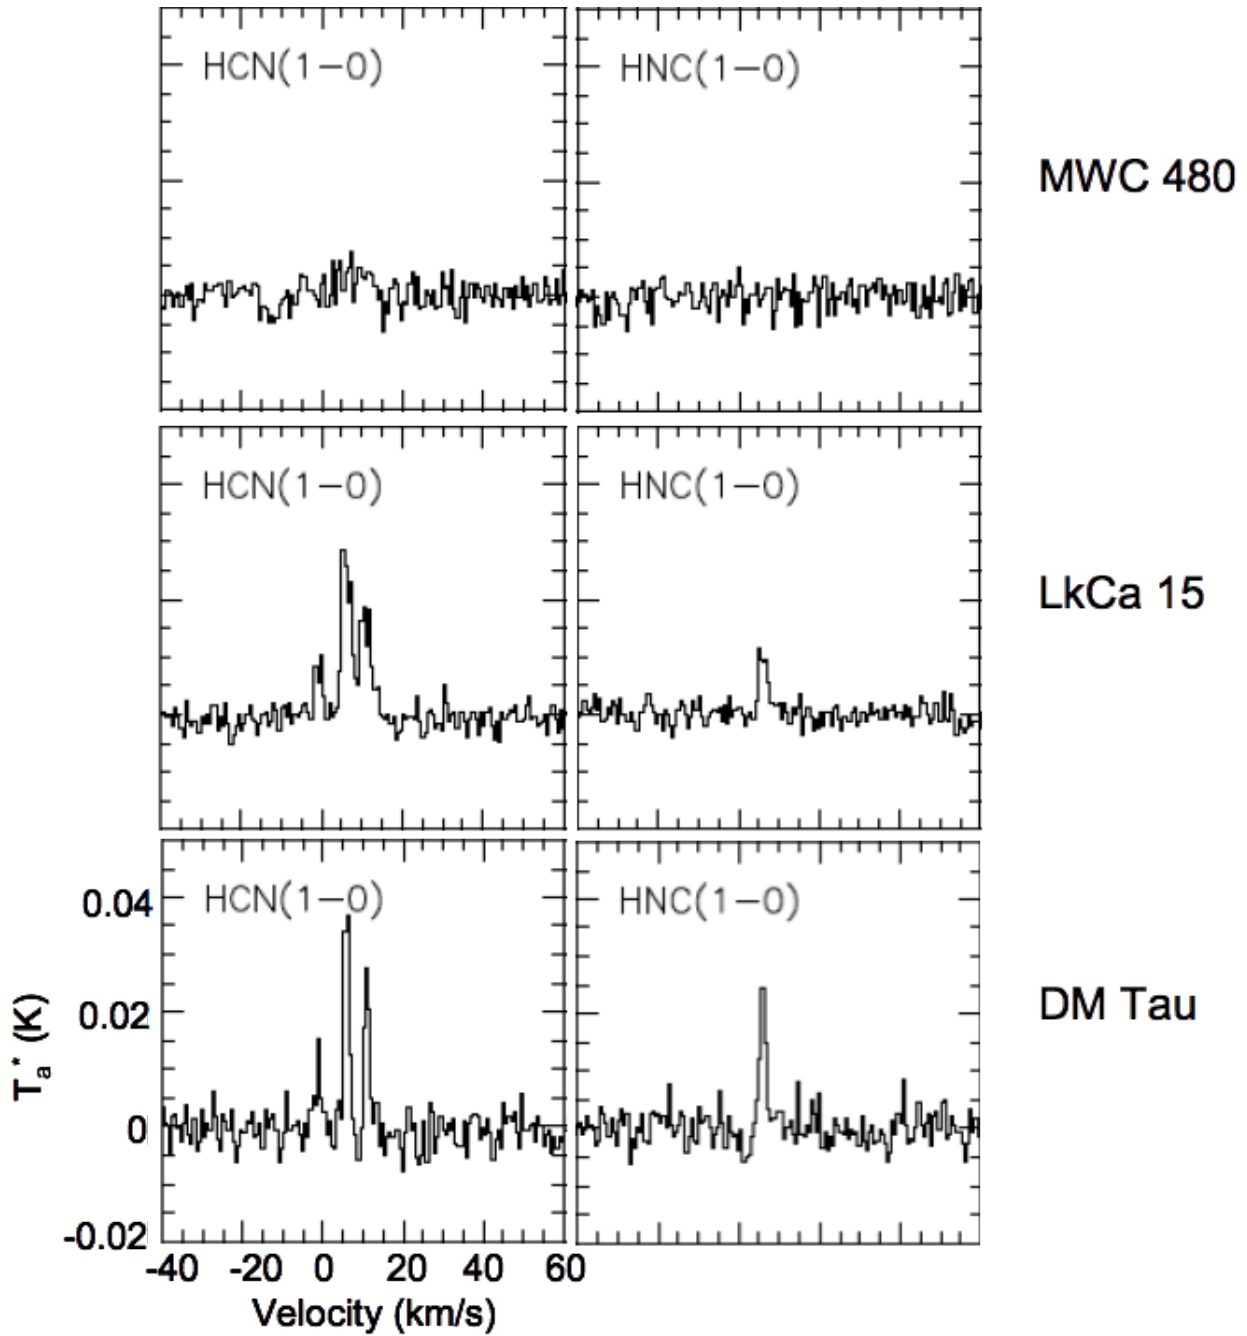 HCN(1−0)
HNC(1−0)
MWC 480
HCN(1−0)
HNC(1−0)
LkCa 15
HCN(1−0)
HNC(1−0)
DM Tau
0.04
0.02
0
-0.02
Ta* (K)
-40 -20 0 20 40 60
Velocity (km/s)